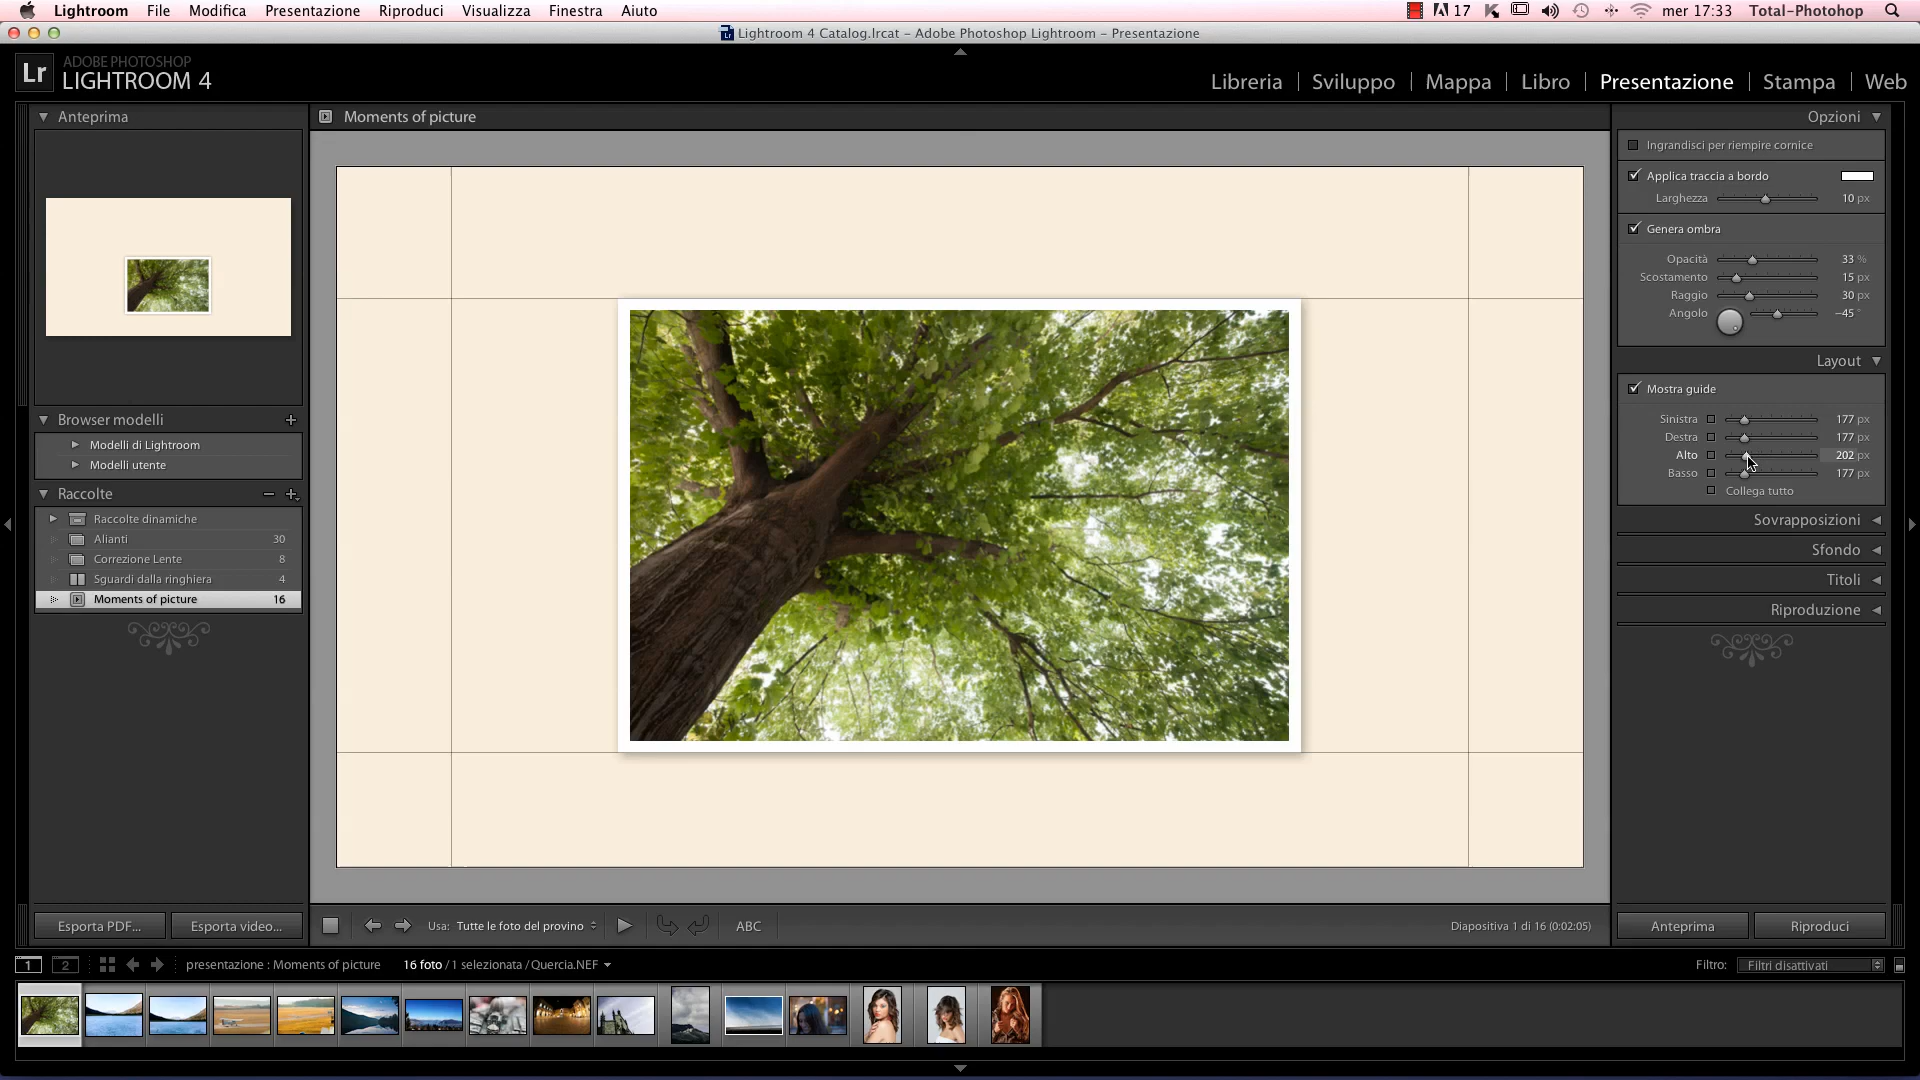 Lightroom File Modifica Presentazione Riproduci Visualizza Finestra Aiuto 17 mer 17:33 Total-Photohop
Lightroom 4 Catalog.lrcat – Adobe Photoshop Lightroom – Presentazione
Lr ADOBE PHOTOSHOP
LIGHTROOM 4
Libreria | Sviluppo | Mappa | Libro | Presentazione | Stampa | Web
Anteprima
Browser modelli +
Modelli di Lightroom
Modelli utente
Raccolte
Raccolte dinamiche
Alianti 30
Correzione Lente 8
Sguardi dalla ringhiera 4
Moments of picture 16
Esporta PDF...
Esporta video...
Moments of picture
Usa: Tutte le foto del provino
ABC
Diapositiva 1 di 16 (0:02:05)
Opzioni
Ingrandisci per riempire cornice
Applica traccia a bordo
Larghezza 10 px
Genera ombra
Opacità 33 %
Scostamento 15 px
Raggio 30 px
Angolo –45 °
Layout
Mostra guide
Sinistra 177 px
Destra 177 px
Alto 202 px
Basso 177 px
Collega tutto
Sovrapposizioni
Sfondo
Titoli
Riproduzione
Anteprima
Riproduci
1 2 presentazione : Moments of picture 16 foto / 1 selezionata / Quercia.NEF
Filtro: Filtri disattivati